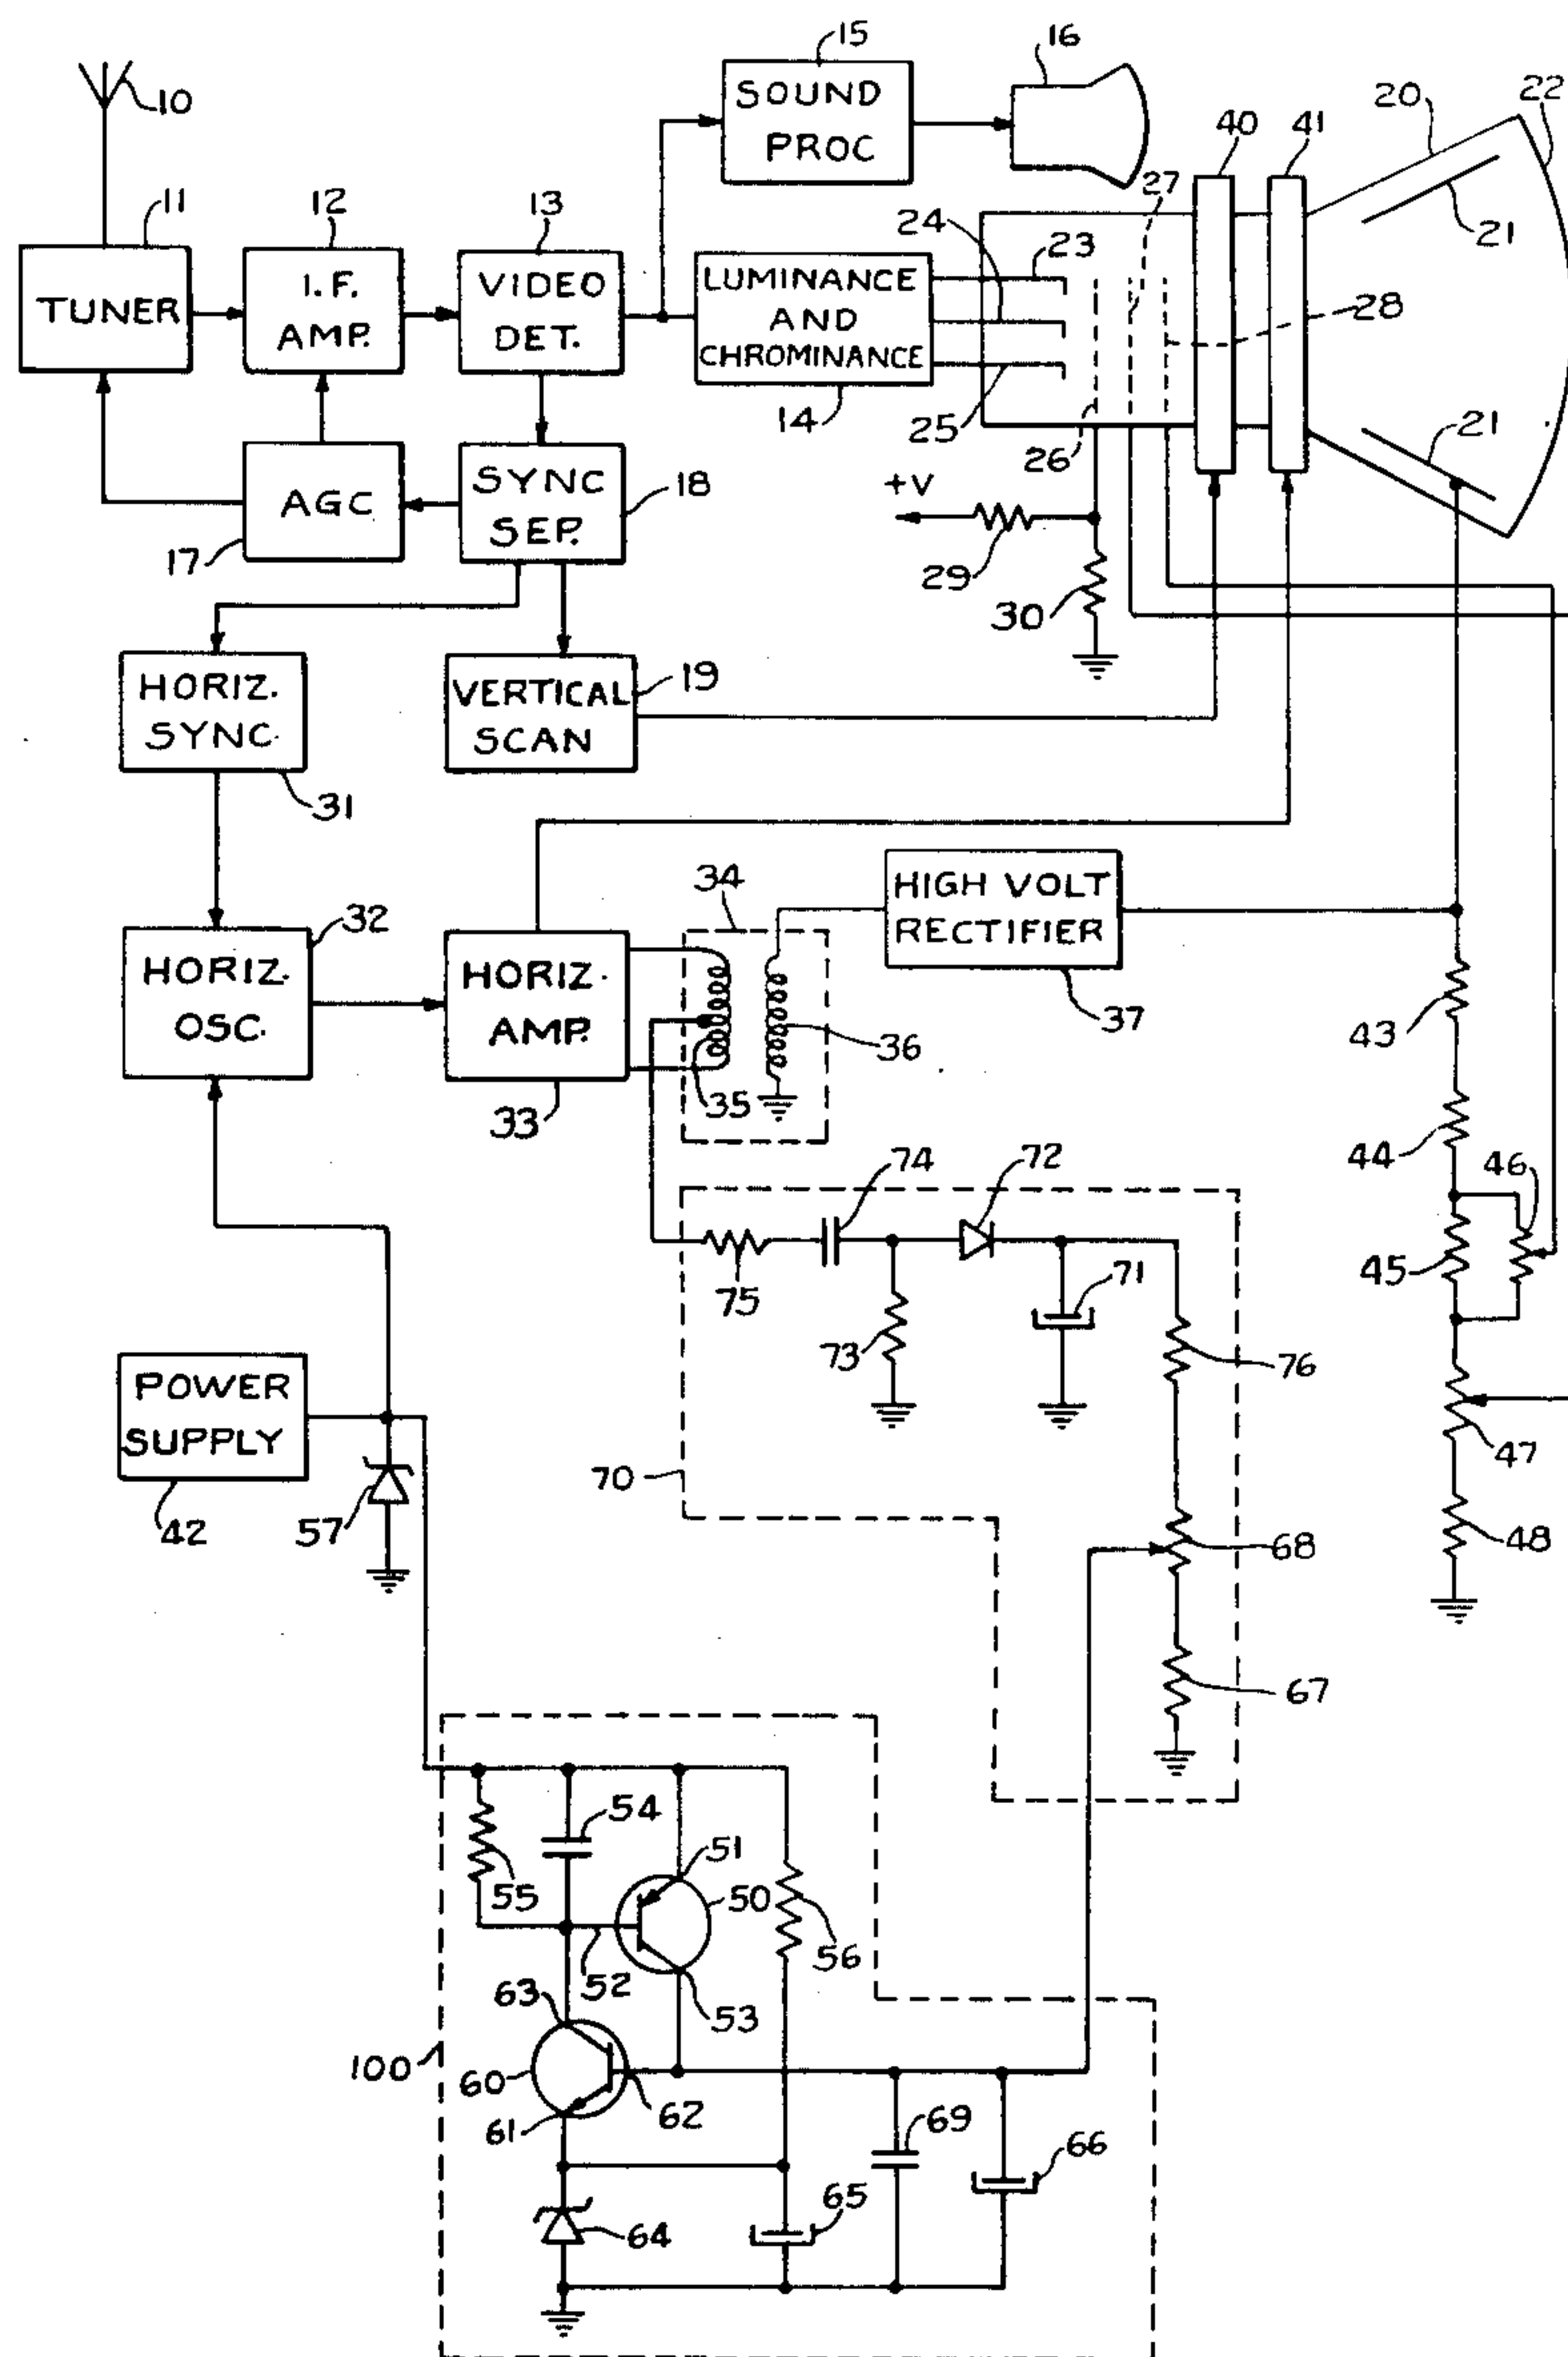 10
15
SOUND
PROC
16
20
22
40
41
11
TUNER
12
I.F.
AMP.
13
VIDEO
DET.
LUMINANCE
AND
CHROMINANCE
14
24
23
27
21
28
25
26
21
AGC
17
SYNC
SEP.
18
+V
29
30
HORIZ.
SYNC.
31
VERTICAL
SCAN
19
34
HIGH VOLT
RECTIFIER
37
32
HORIZ.
OSC.
HORIZ.
AMP.
33
35
36
43
44
46
45
74
72
75
73
71
76
47
POWER
SUPPLY
42
57
70
68
48
67
54
51
50
55
52
56
53
63
100
60
62
61
69
66
65
64